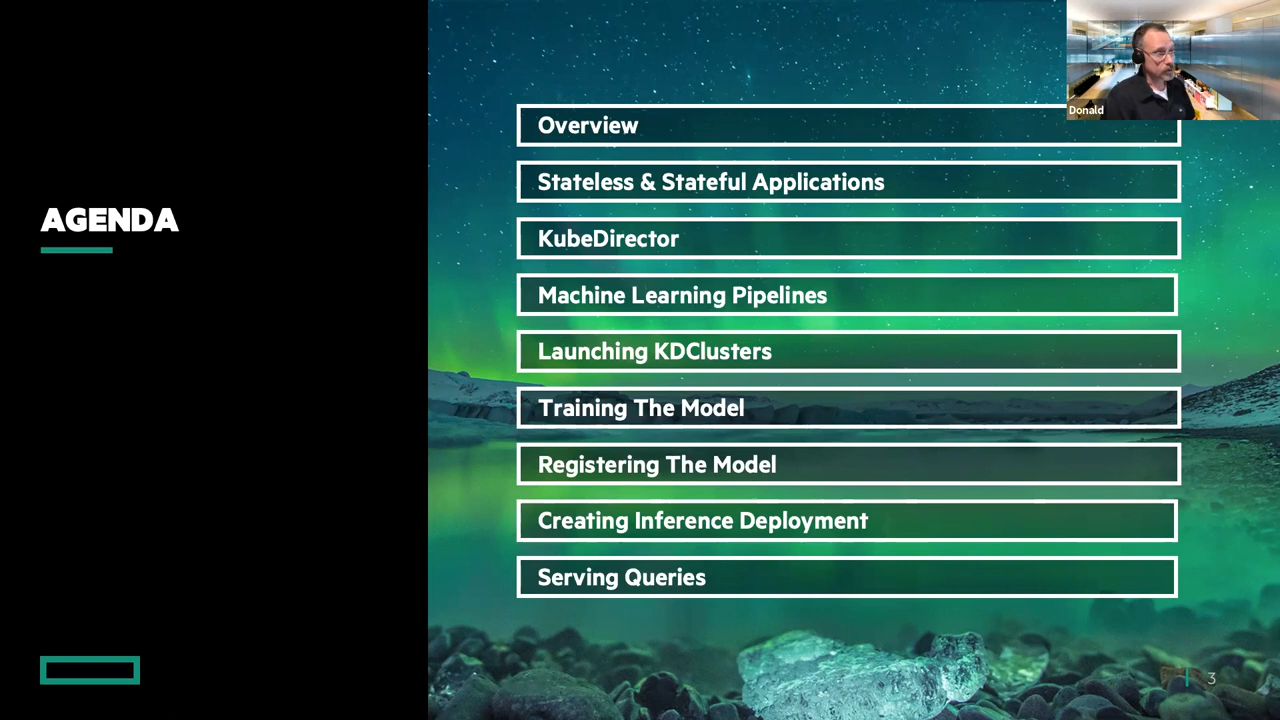 AGENDA
Overview
Stateless & Stateful Applications
KubeDirector
Machine Learning Pipelines
Launching KDClusters
Training The Model
Registering The Model
Creating Inference Deployment
Serving Queries
Donald
3